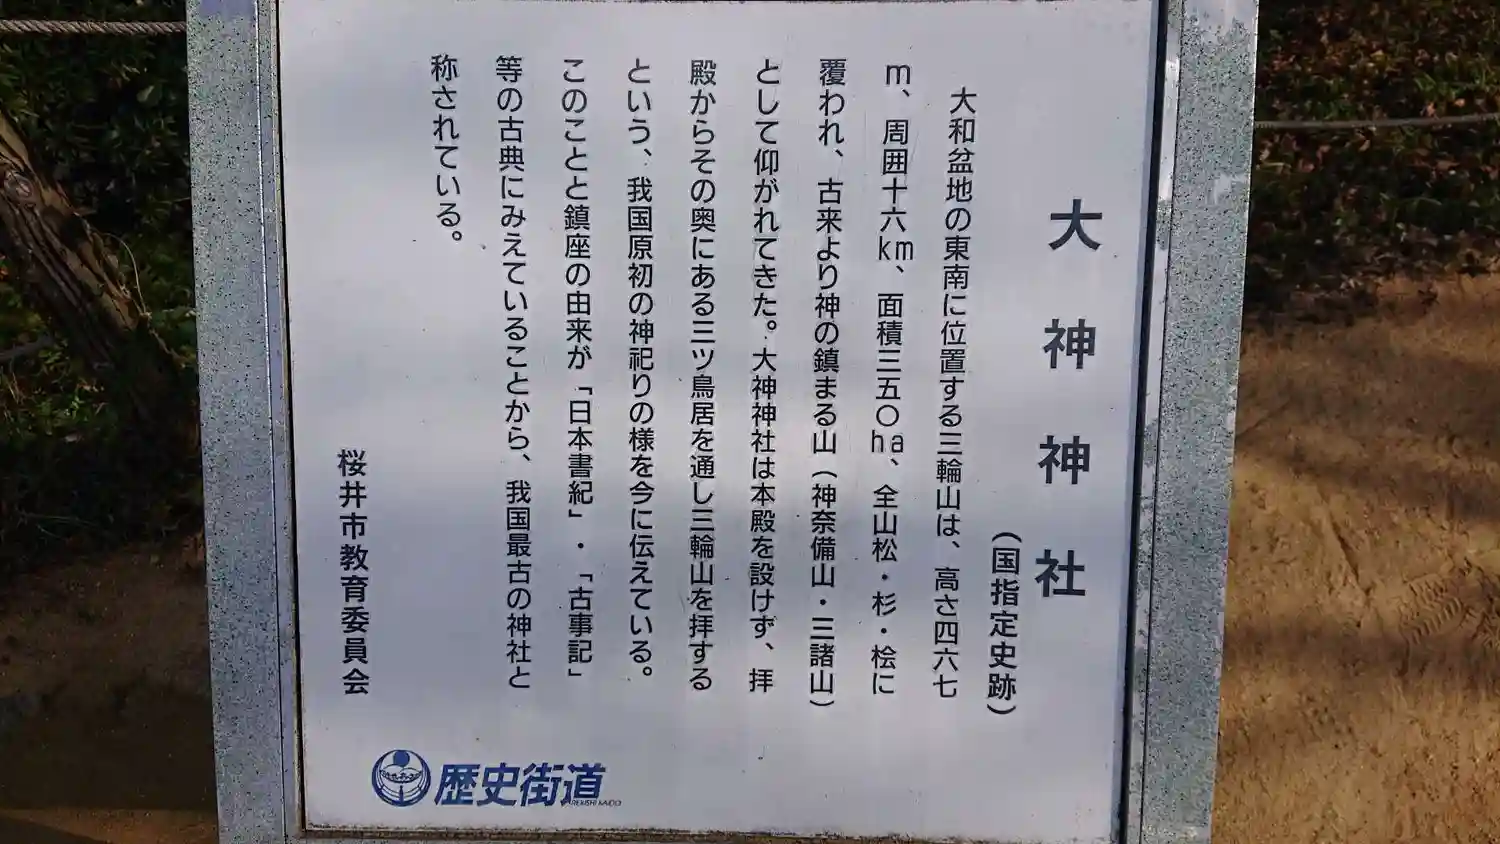 大神神社
（国指定史跡）
大和盆地の東南に位置する三輪山は、高さ四六七
ｍ、周囲十六㎞、面積三五〇ha、全山松・杉・桧に
覆われ、古来より神の鎮まる山（神奈備山・三諸山）
として仰がれてきた。大神神社は本殿を設けず、拝
殿からその奥にある三ツ鳥居を通し三輪山を拝する
という、我国原初の神祀りの様を今に伝えている。
このことと鎮座の由来が「日本書紀」・「古事記」
等の古典にみえていることから、我国最古の神社と
称されている。
桜井市教育委員会
歴史街道
REKISHI KAIDO